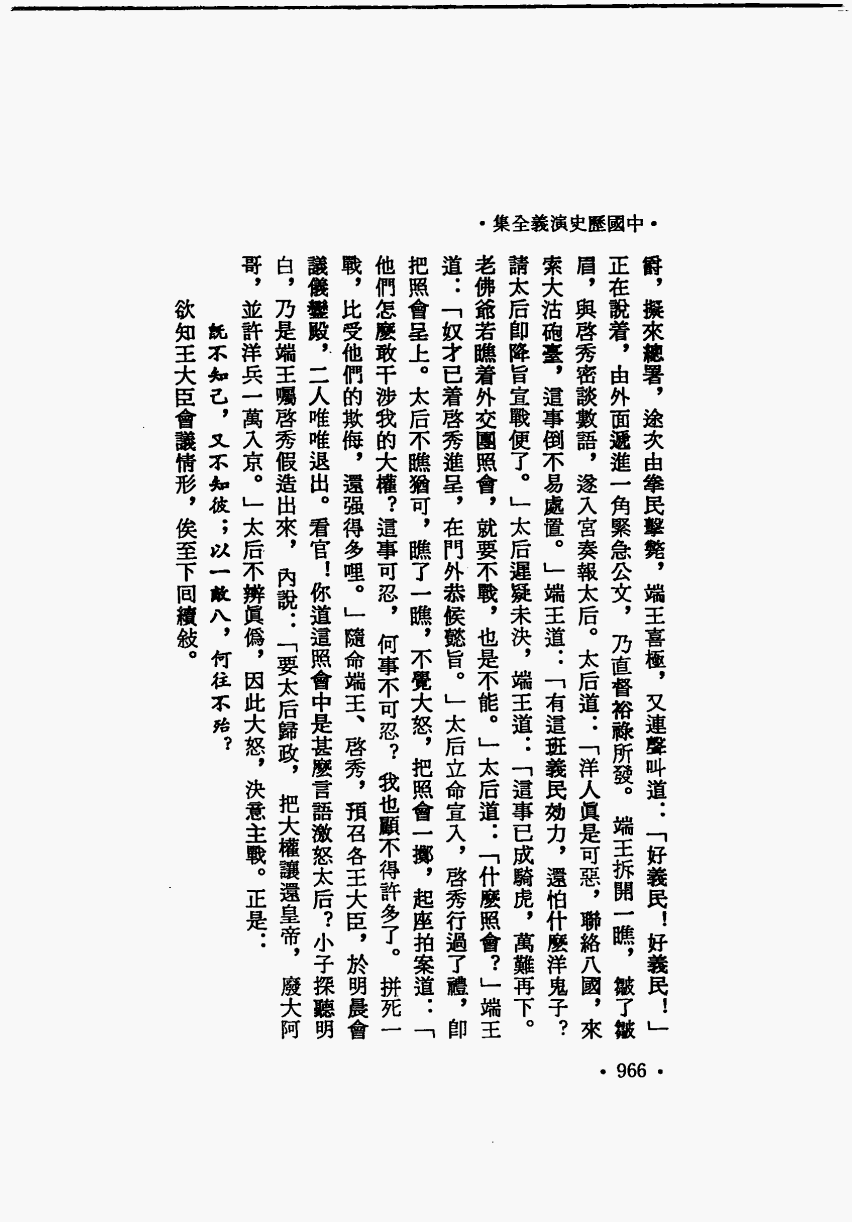 ·集全義演史歷國中·
爵，擬來總署，途次由拳民擊斃，端王喜極，又連聲叫道：「好義民！好義民！」
正在說着，由外面遞進一角緊急公文，乃直督裕祿所發。端王拆開一瞧，皺了皺
眉，與啓秀密談數語，遂入宮奏報太后。太后道：「洋人眞是可惡，聯絡八國，來
索大沽砲臺，這事倒不易處置。」端王道：「有這班義民効力，還怕什麼洋鬼子？
請太后卽降旨宣戰便了。」太后遲疑未決，端王道：「這事已成騎虎，萬難再下。
老佛爺若瞧着外交團照會，就要不戰，也是不能。」太后道：「什麼照會？」端王
道：「奴才已着啓秀進呈，在門外恭候懿旨。」太后立命宣入，啓秀行過了禮，卽
把照會呈上。太后不瞧猶可，瞧了一瞧，不覺大怒，把照會一擲，起座拍案道：「
他們怎麼敢干涉我的大權？這事可忍，何事不可忍？我也顧不得許多了。拼死一
戰，比受他們的欺侮，還强得多哩。」隨命端王、啓秀，預召各王大臣，於明晨會
議儀鑾殿，二人唯唯退出。看官！你道這照會中是甚麼言語激怒太后？小子探聽明
白，乃是端王囑啓秀假造出來，內說：「要太后歸政，把大權讓還皇帝，廢大阿
哥，並許洋兵一萬入京。」太后不辨眞僞，因此大怒，決意主戰。正是：
旣不知己，又不知彼；以一敵八，何往不殆？
欲知王大臣會議情形，俟至下回續敍。
·966·